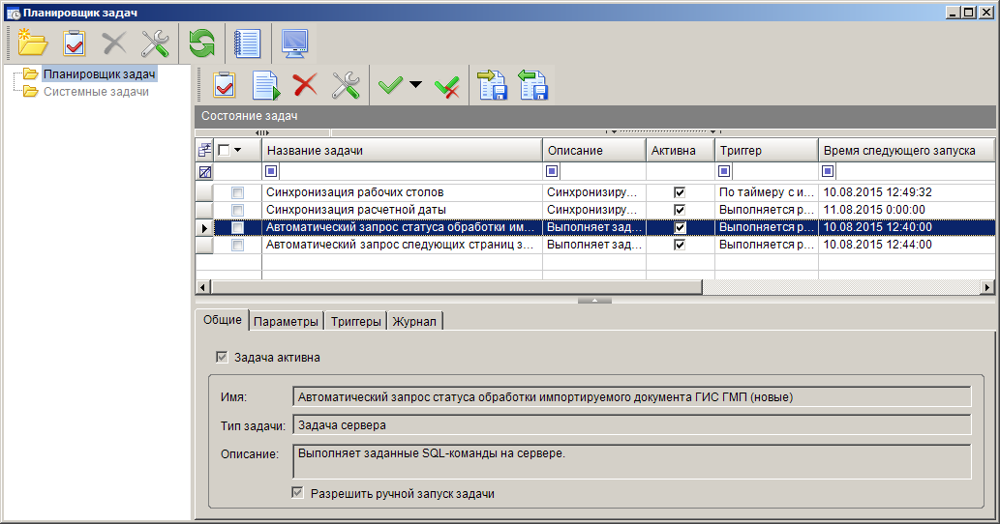 Планировщик задач
Планировщик задач
Системные задачи
Состояние задач
Название задачи Описание Активна Триггер Время следующего запуска
Синхронизация рабочих столов Синхронизиру... По таймеру с и... 10.08.2015 12:49:32
Синхронизация расчетной даты Синхронизиру... Выполняется р... 11.08.2015 0:00:00
Автоматический запрос статуса обработки им... Выполняет зад... Выполняется р... 10.08.2015 12:40:00
Автоматический запрос следующих страниц з... Выполняет зад... Выполняется р... 10.08.2015 12:44:00
Общие Параметры Триггеры Журнал
Задача активна
Имя: Автоматический запрос статуса обработки импортируемого документа ГИС ГМП (новые)
Тип задачи: Задача сервера
Описание: Выполняет заданные SQL-команды на сервере.
Разрешить ручной запуск задачи